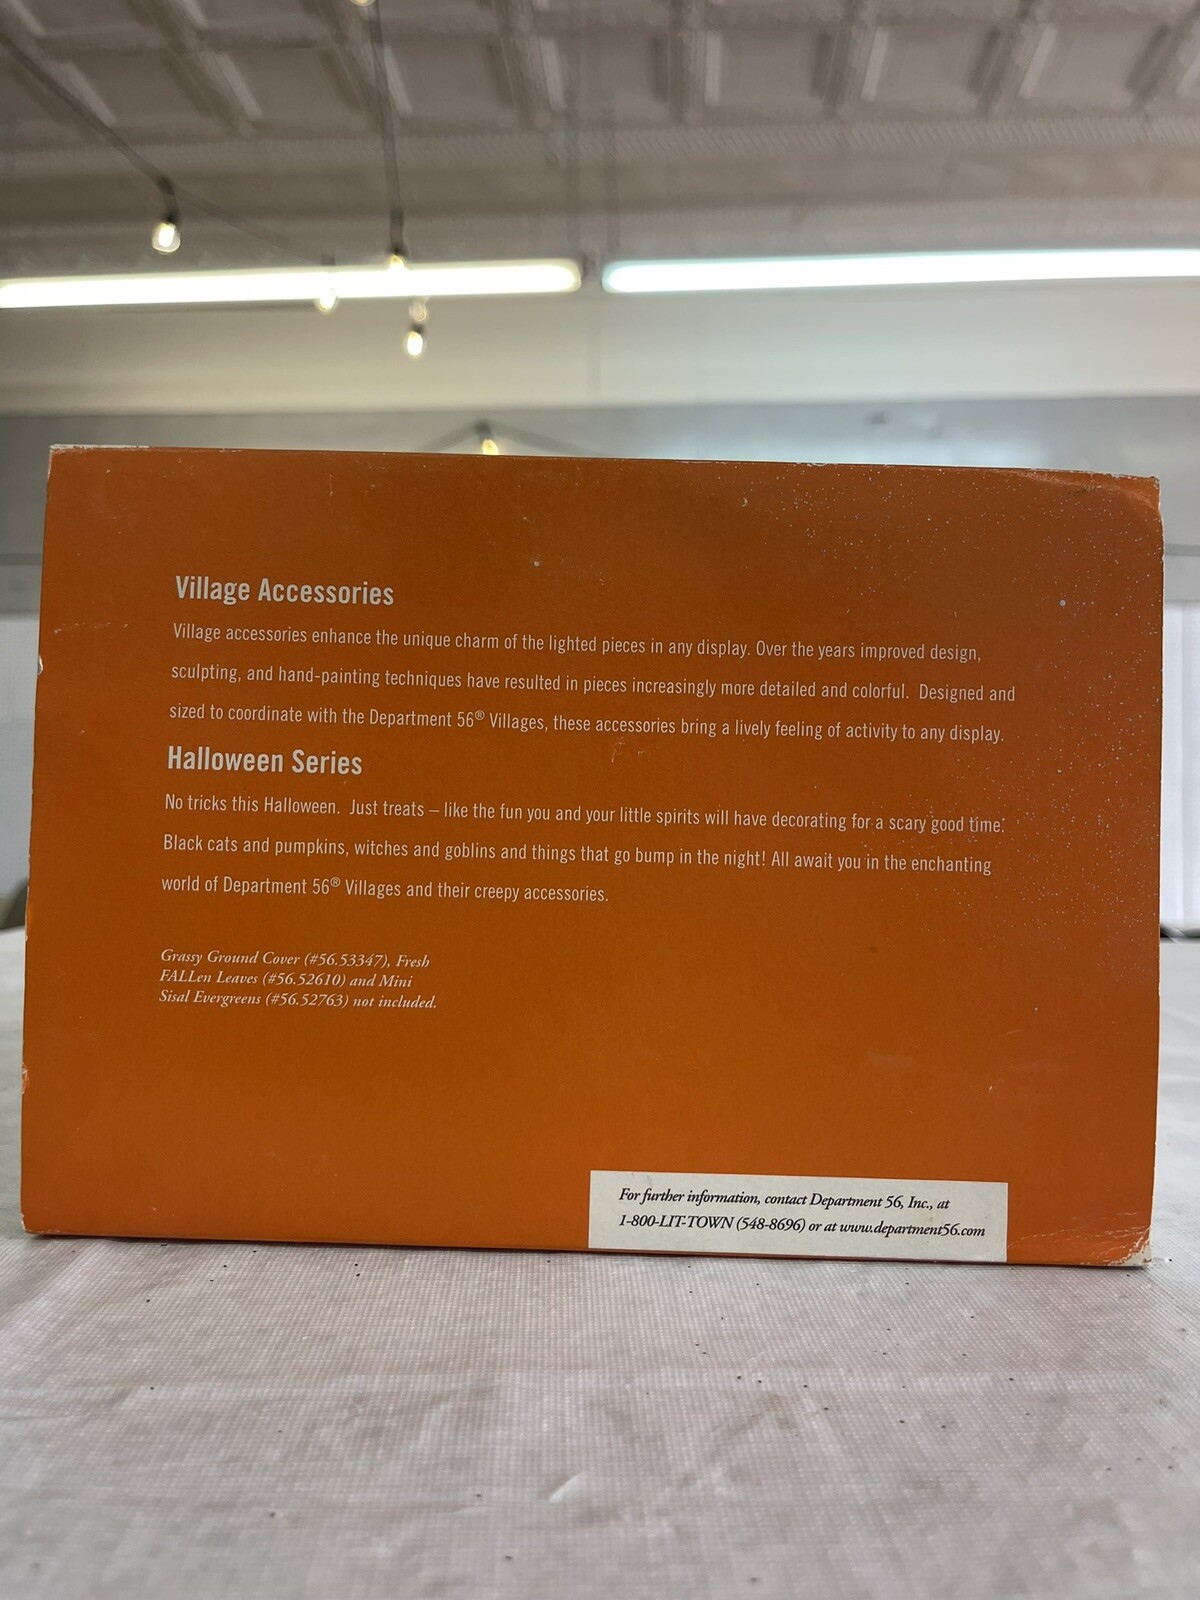 Village Accessories
Village accessories enhance the unique charm of the lighted pieces in any display. Over the years improved design,
sculpting, and hand-painting techniques have resulted in pieces increasingly more detailed and colorful. Designed and
sized to coordinate with the Department 56® Villages, these accessories bring a lively feeling of activity to any display.
Halloween Series
No tricks this Halloween. Just treats – like the fun you and your little spirits will have decorating for a scary good time.
Black cats and pumpkins, witches and goblins and things that go bump in the night! All await you in the enchanting
world of Department 56® Villages and their creepy accessories.
Grassy Ground Cover (#56.53347), Fresh
FALLen Leaves (#56.52610) and Mini
Sisal Evergreens (#56.52763) not included.
For further information, contact Department 56, Inc., at
1-800-LIT-TOWN (548-8696) or at www.department56.com